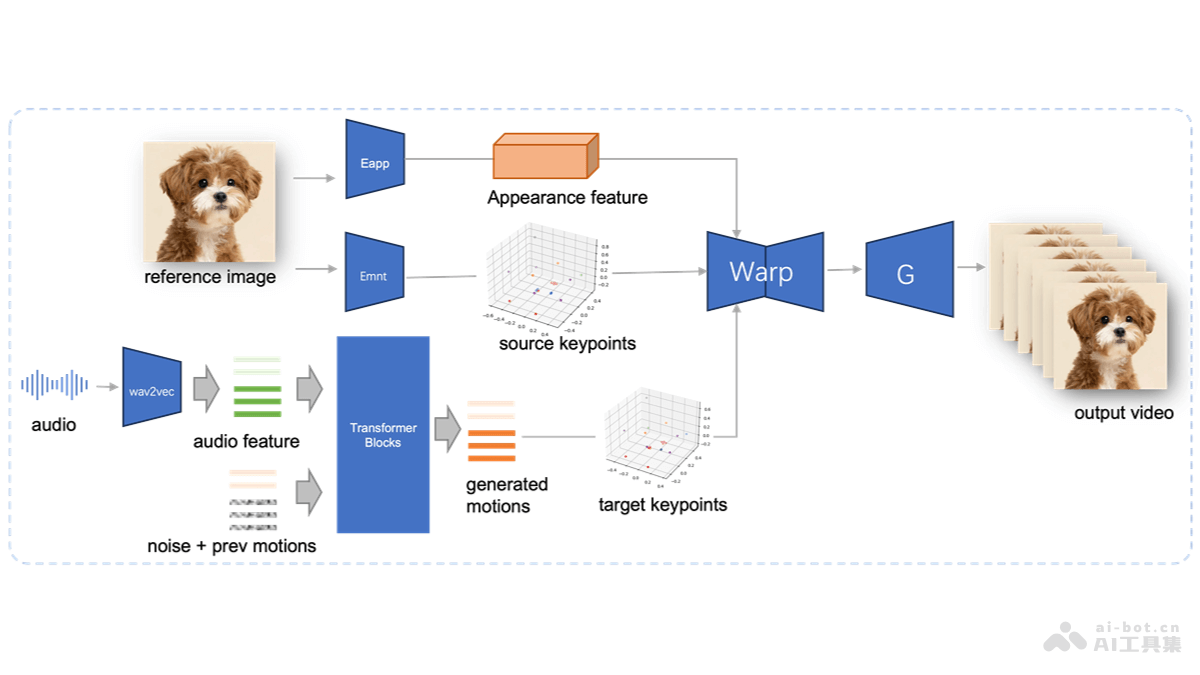 Eapp
Appearance feature
reference image
Emnt
source keypoints
Warp
G
output video
audio
wav2vec
audio feature
Transformer
Blocks
noise + prev motions
generated
motions
target keypoints
ai-bot.cn
AI工具集